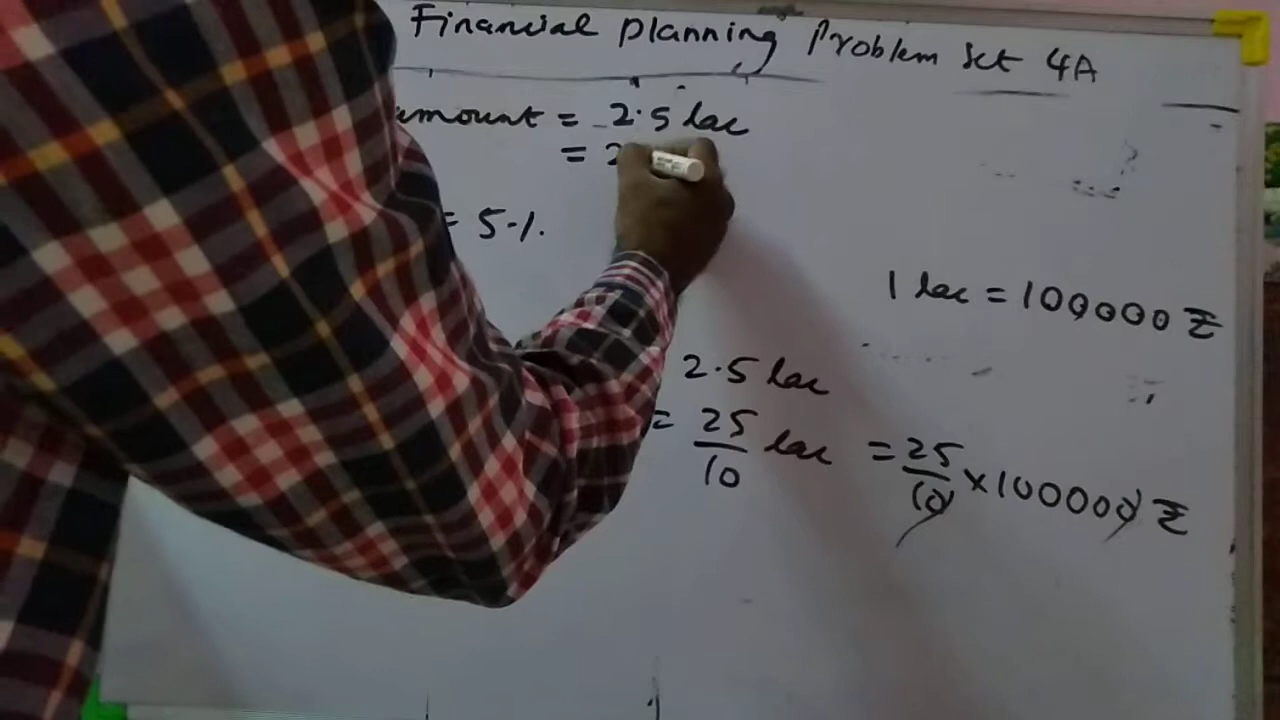 Financial planning Problem set 4A
amount = 2.5 lac
= 2
= 5%.
1 lac = 100000 ₹
2.5 lac
= 25/10 lac = 25/10 × 100000 ₹